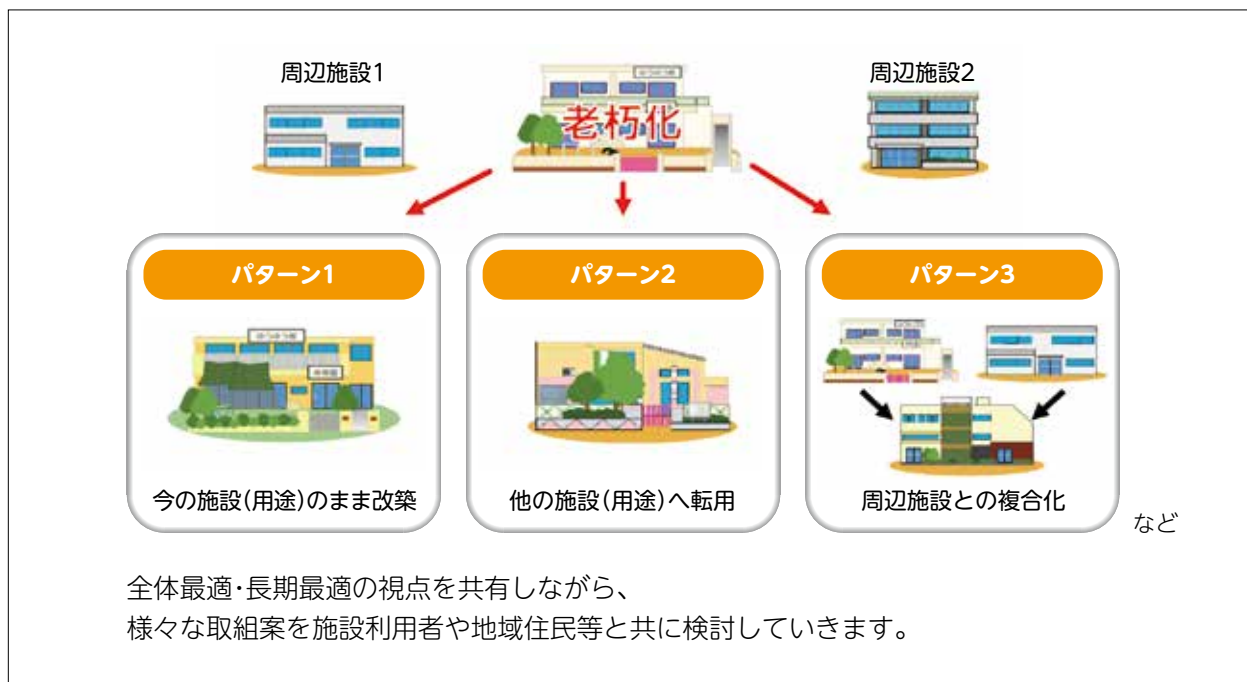 周辺施設1
周辺施設2
老朽化
パターン1
パターン2
パターン3
今の施設(用途)のまま改築
他の施設(用途)へ転用
周辺施設との複合化
など
全体最適・長期最適の視点を共有しながら、
様々な取組案を施設利用者や地域住民等と共に検討していきます。